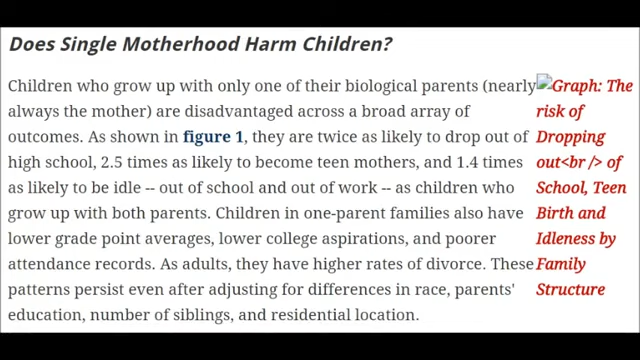 Does Single Motherhood Harm Children?
Children who grow up with only one of their biological parents (nearly
always the mother) are disadvantaged across a broad array of
outcomes. As shown in figure 1, they are twice as likely to drop out of
high school, 2.5 times as likely to become teen mothers, and 1.4 times
as likely to be idle -- out of school and out of work -- as children who
grow up with both parents. Children in one-parent families also have
lower grade point averages, lower college aspirations, and poorer
attendance records. As adults, they have higher rates of divorce. These
patterns persist even after adjusting for differences in race, parents'
education, number of siblings, and residential location.
Graph: The
risk of
Dropping
out<br /> of
School, Teen
Birth and
Idleness by
Family
Structure